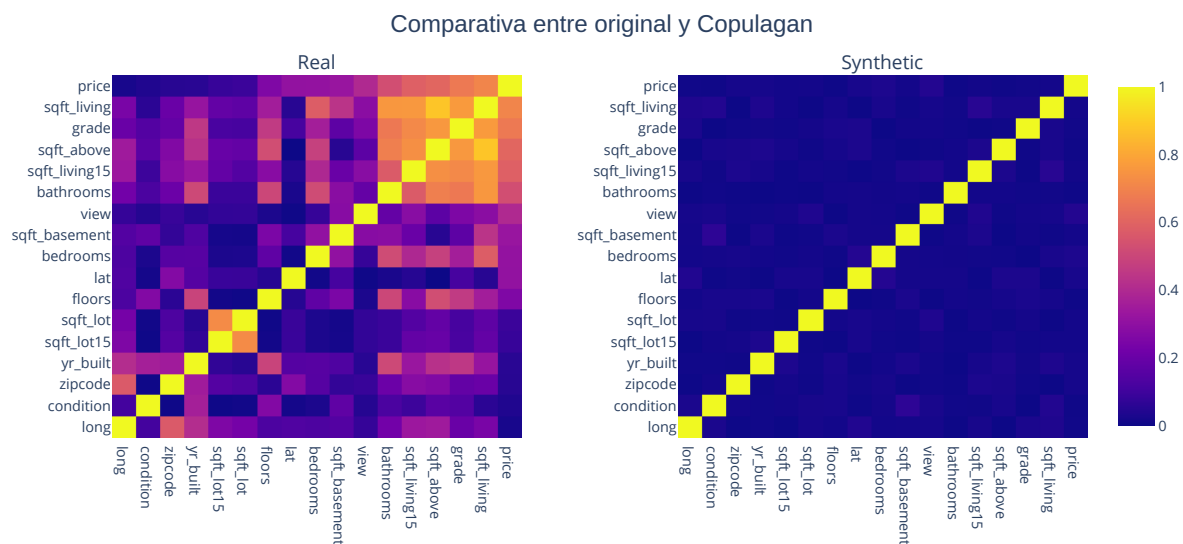 Comparativa entre original y Copulagan
Real
Synthetic
price
sqft_living
grade
sqft_above
sqft_living15
bathrooms
view
sqft_basement
bedrooms
lat
floors
sqft_lot
sqft_lot15
yr_built
zipcode
condition
long
long
condition
zipcode
yr_built
sqft_lot15
sqft_lot
floors
lat
bedrooms
sqft_basement
view
bathrooms
sqft_living15
sqft_above
grade
sqft_living
price
price
sqft_living
grade
sqft_above
sqft_living15
bathrooms
view
sqft_basement
bedrooms
lat
floors
sqft_lot
sqft_lot15
yr_built
zipcode
condition
long
long
condition
zipcode
yr_built
sqft_lot15
sqft_lot
floors
lat
bedrooms
sqft_basement
view
bathrooms
sqft_living15
sqft_above
grade
sqft_living
price
1
0.8
0.6
0.4
0.2
0